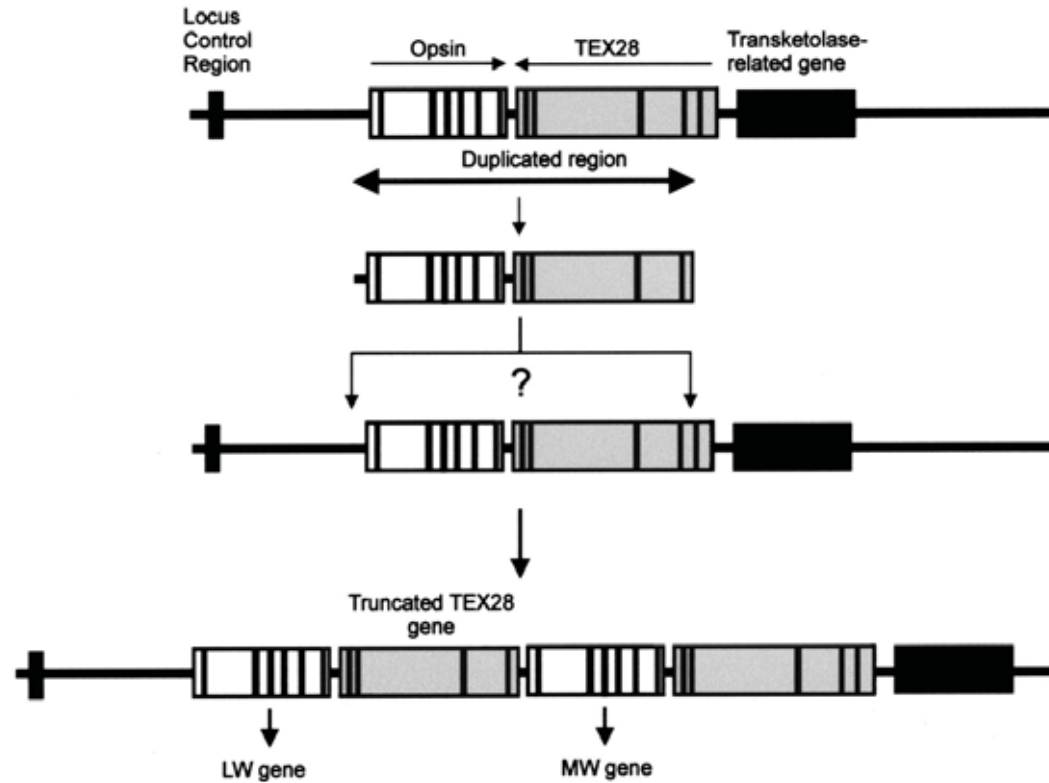 Locus
Control
Region
Opsin
TEX28
Transketolase-
related gene
Duplicated region
?
Truncated TEX28
gene
LW gene
MW gene